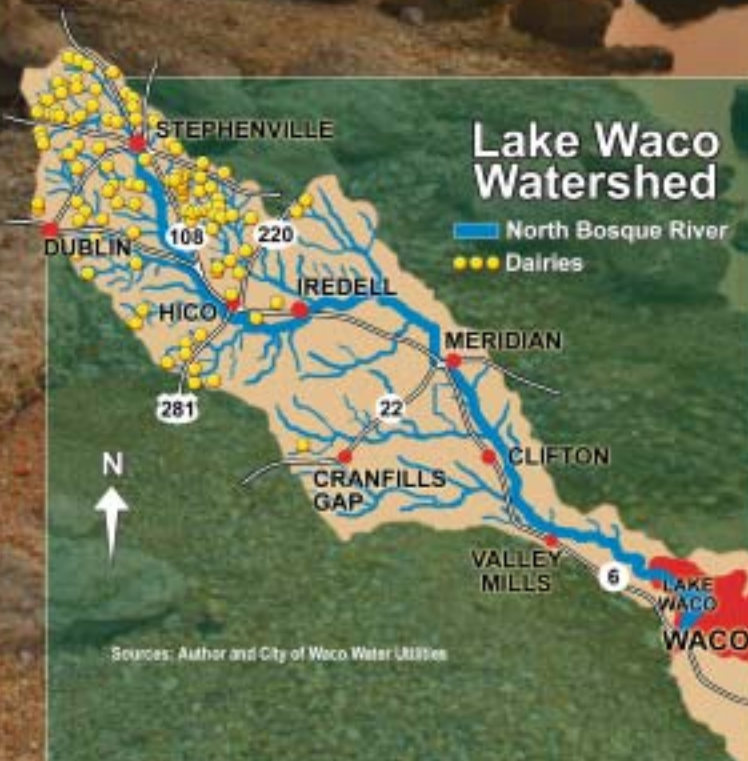 Lake Waco
Watershed
North Bosque River
Dairies
STEPHENVILLE
DUBLIN
108
220
HICO
IREDELL
MERIDIAN
281
22
N
CRANFILLS
GAP
CLIFTON
VALLEY
MILLS
6
LAKE
WACO
WACO
Sources: Author and City of Waco Water Utilities